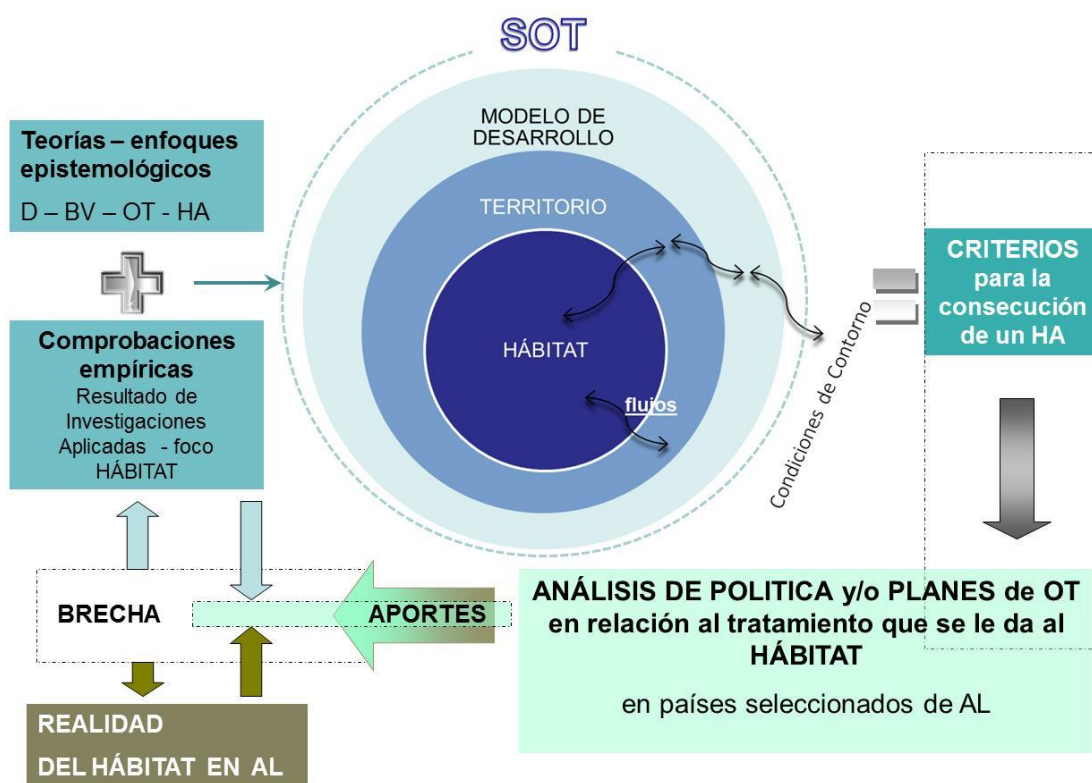 SOT
Teorías – enfoques
epistemológicos
D – BV – OT - HA
Comprobaciones
empíricas
Resultado de
Investigaciones
Aplicadas - foco
HÁBITAT
MODELO DE
DESARROLLO
TERRITORIO
HÁBITAT
flujos
Condiciones de Contorno
CRITERIOS
para la
consecución
de un HA
BRECHA
APORTES
ANÁLISIS DE POLITICA y/o PLANES de OT
en relación al tratamiento que se le da al
HÁBITAT
en países seleccionados de AL
REALIDAD
DEL HÁBITAT EN AL